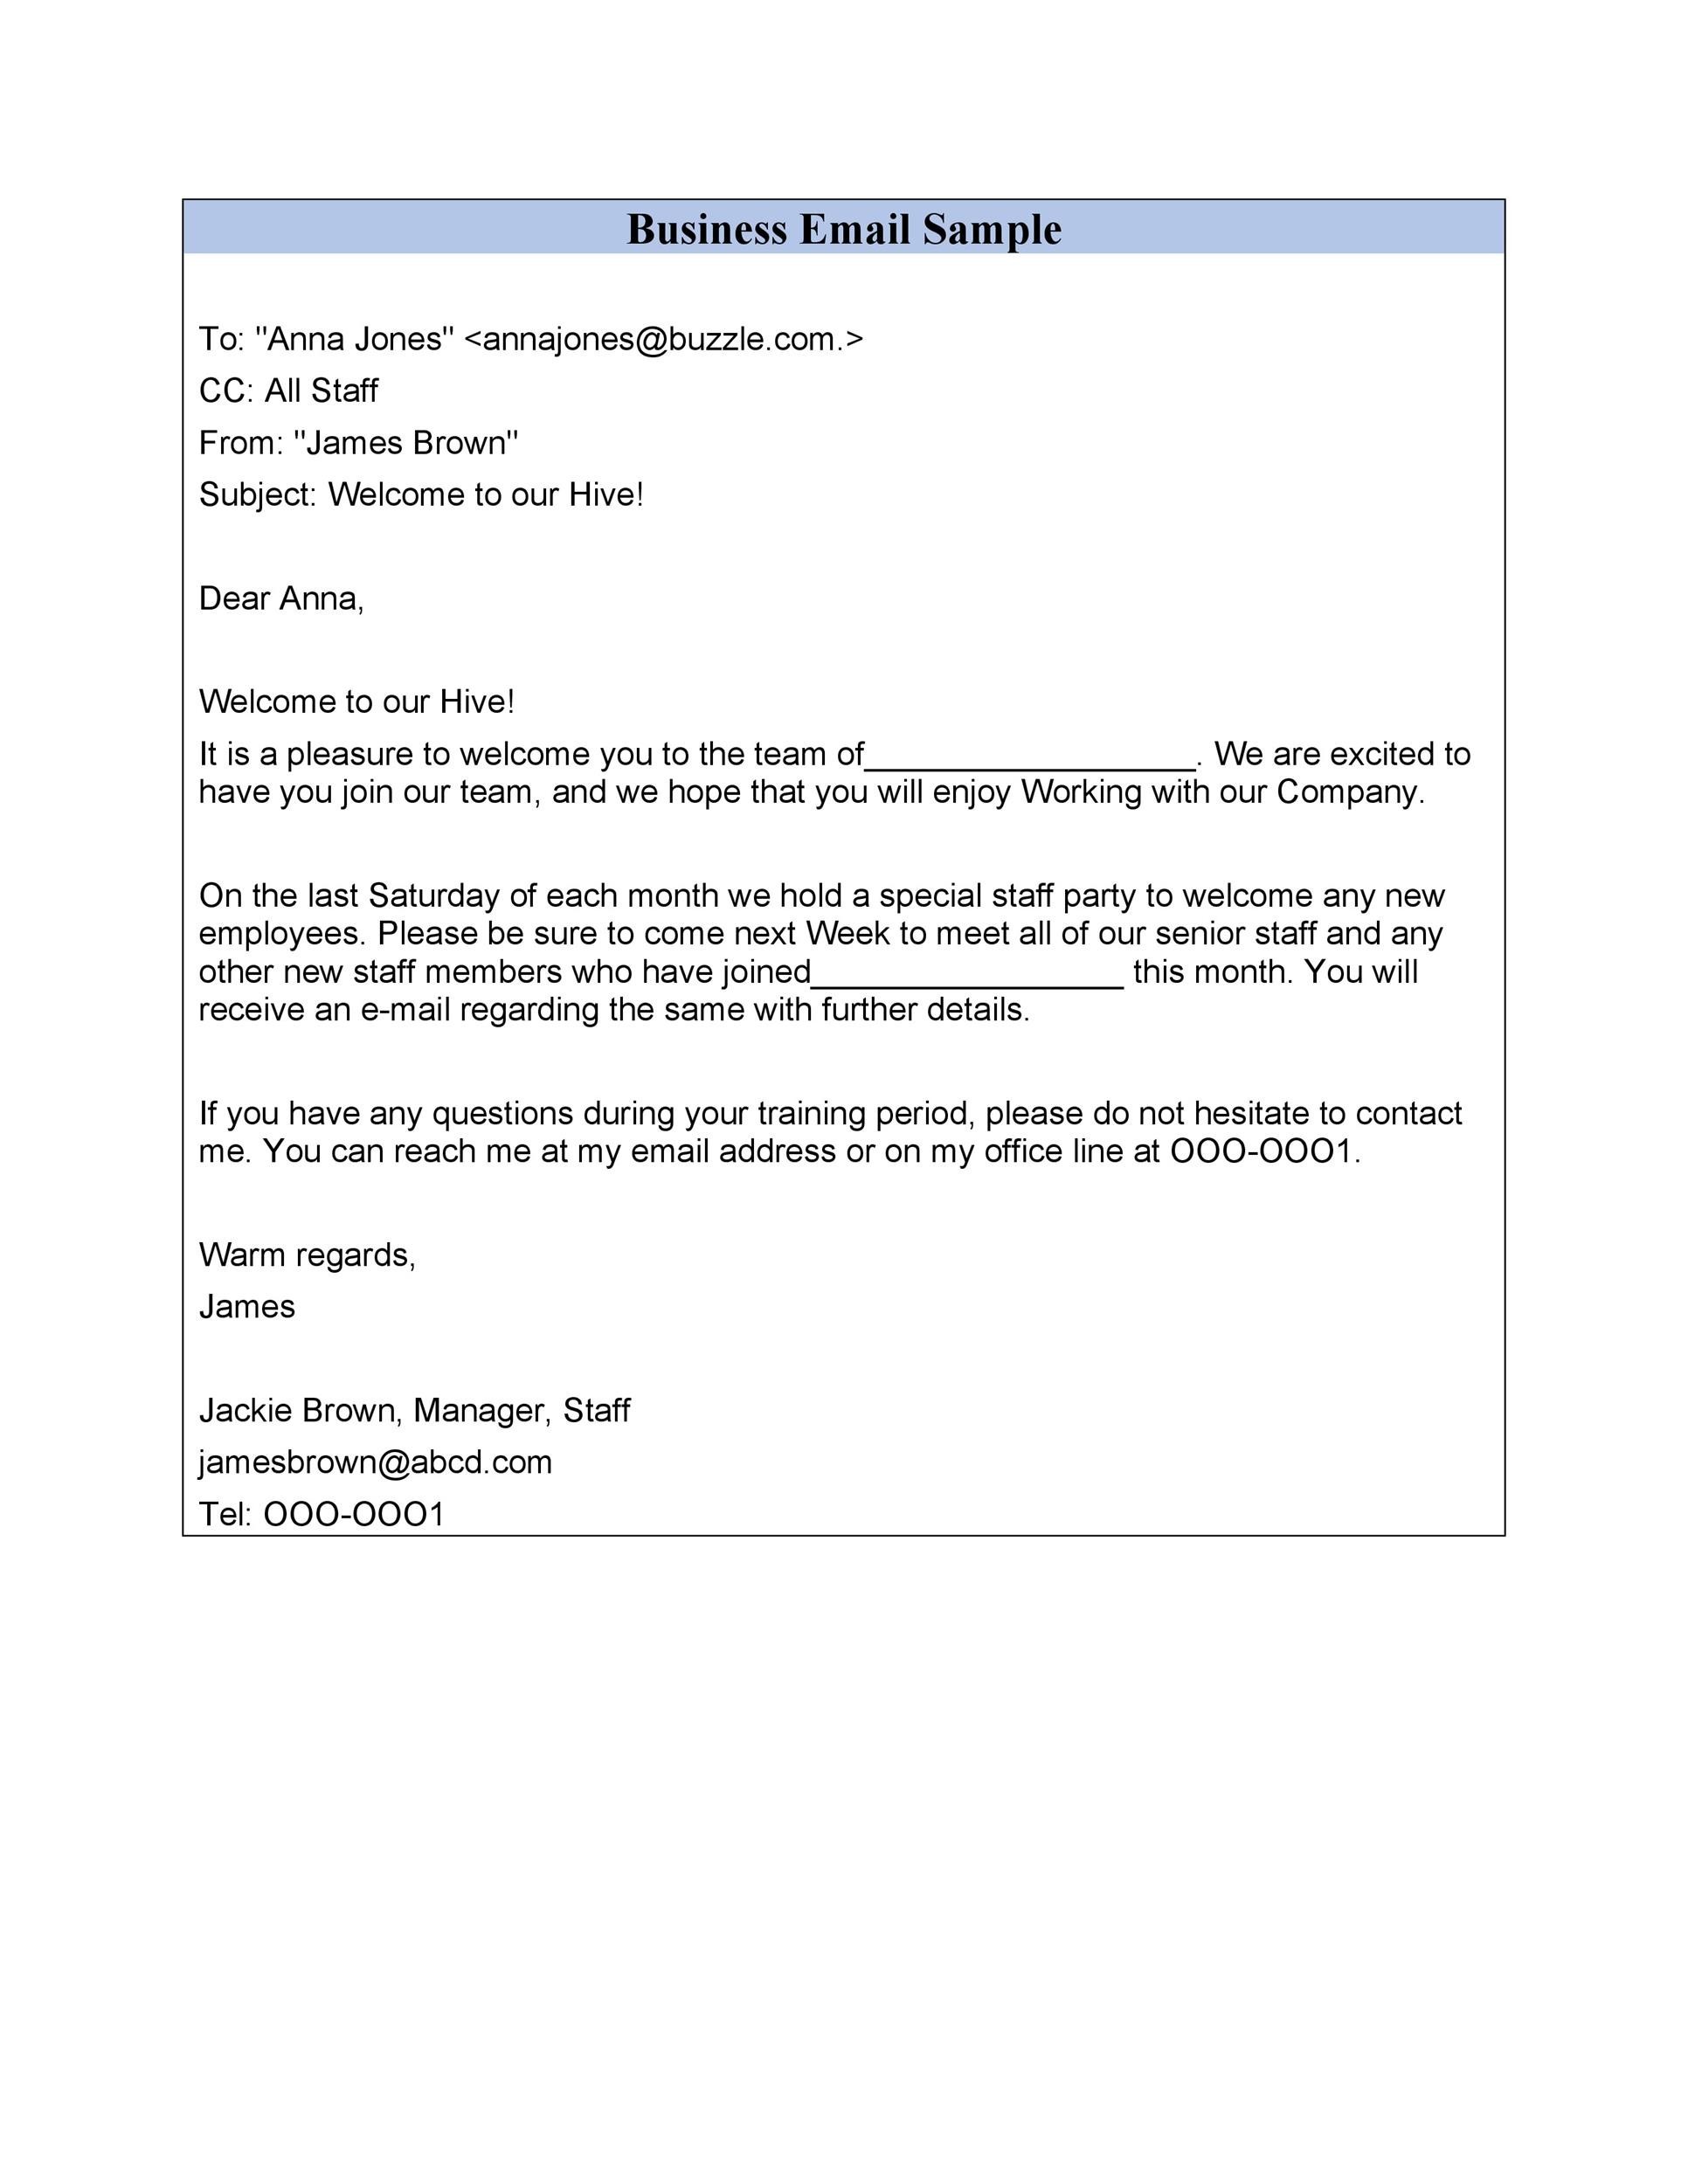 Business Email Sample
To: "Anna Jones" <annajones@buzzle.com.>
CC: All Staff
From: "James Brown"
Subject: Welcome to our Hive!
Dear Anna,
Welcome to our Hive!
It is a pleasure to welcome you to the team of___________________. We are excited to
have you join our team, and we hope that you will enjoy Working with our Company.
On the last Saturday of each month we hold a special staff party to welcome any new
employees. Please be sure to come next Week to meet all of our senior staff and any
other new staff members who have joined__________________ this month. You will
receive an e-mail regarding the same with further details.
If you have any questions during your training period, please do not hesitate to contact
me. You can reach me at my email address or on my office line at OOO-OOO1.
Warm regards,
James
Jackie Brown, Manager, Staff
jamesbrown@abcd.com
Tel: OOO-OOO1